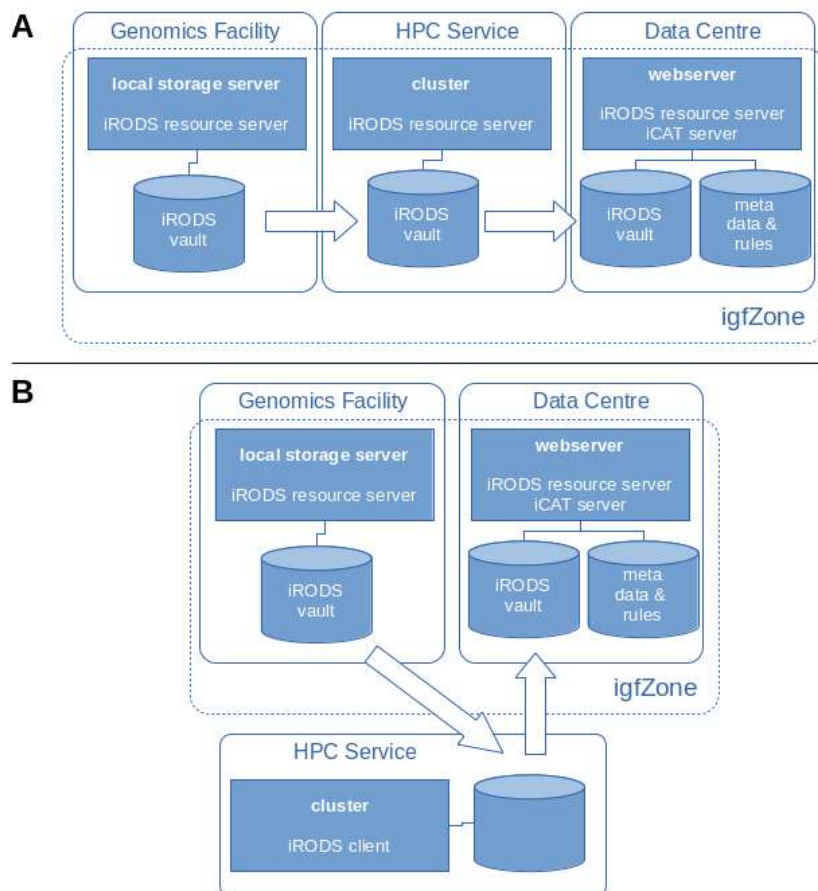 A
Genomics Facility
local storage server
iRODS resource server
iRODS
vault
HPC Service
cluster
iRODS resource server
iRODS
vault
Data Centre
webserver
iRODS resource server
iCAT server
iRODS
vault
meta
data &
rules
igfZone
B
Genomics Facility
local storage server
iRODS resource server
iRODS
vault
Data Centre
webserver
iRODS resource server
iCAT server
iRODS
vault
meta
data &
rules
igfZone
HPC Service
cluster
iRODS client